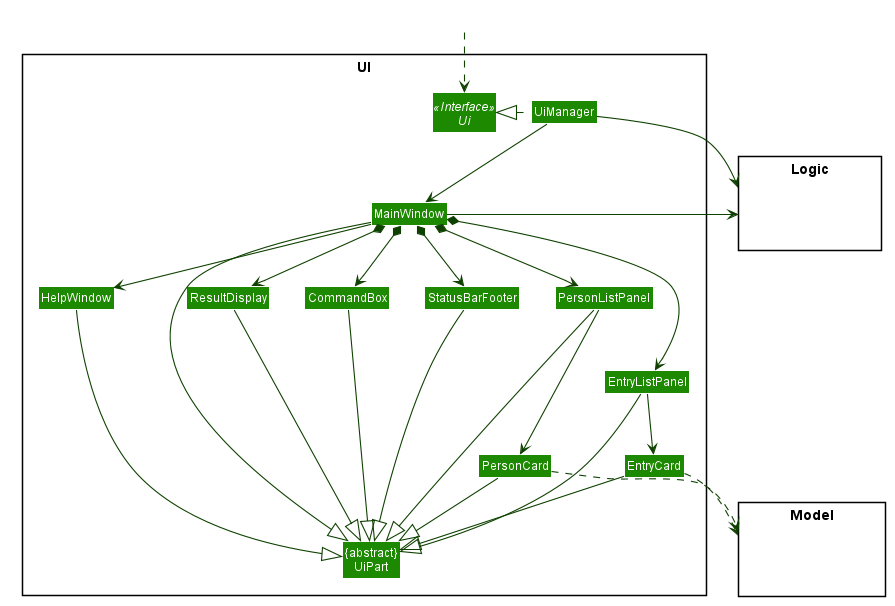 UI
«Interface»
Ui
UiManager
Logic
MainWindow
HelpWindow
ResultDisplay
CommandBox
StatusBarFooter
PersonListPanel
EntryListPanel
PersonCard
EntryCard
Model
{abstract}
UiPart